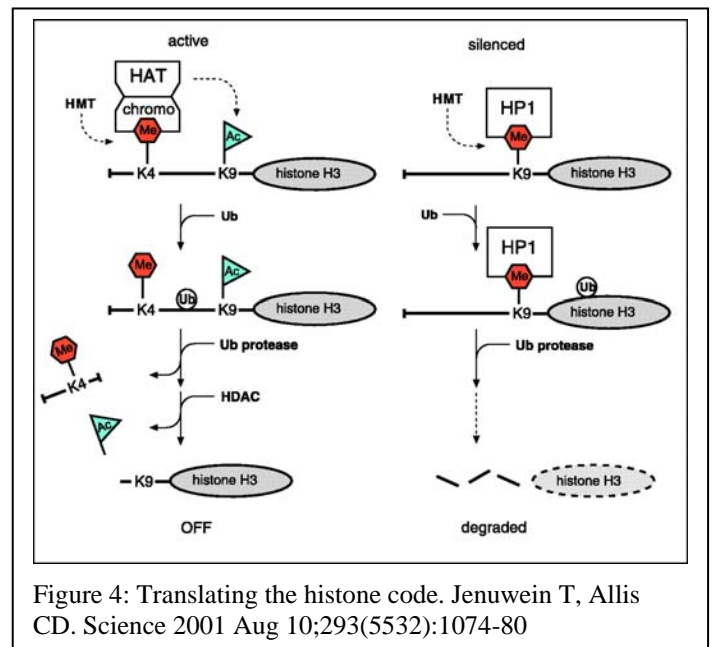 active
silenced
HAT
chromo
HMT
Me
Ac
K4
K9
histone H3
HMT
HP1
Me
K9
histone H3
Ub
Ub
Me
Ac
Ub
K4
K9
histone H3
HP1
Me
Ub
K9
histone H3
Ub protease
Ub protease
Me
K4
HDAC
Ac
K9
histone H3
histone H3
OFF
degraded
Figure 4: Translating the histone code. Jenuwein T, Allis
CD. Science 2001 Aug 10;293(5532):1074-80